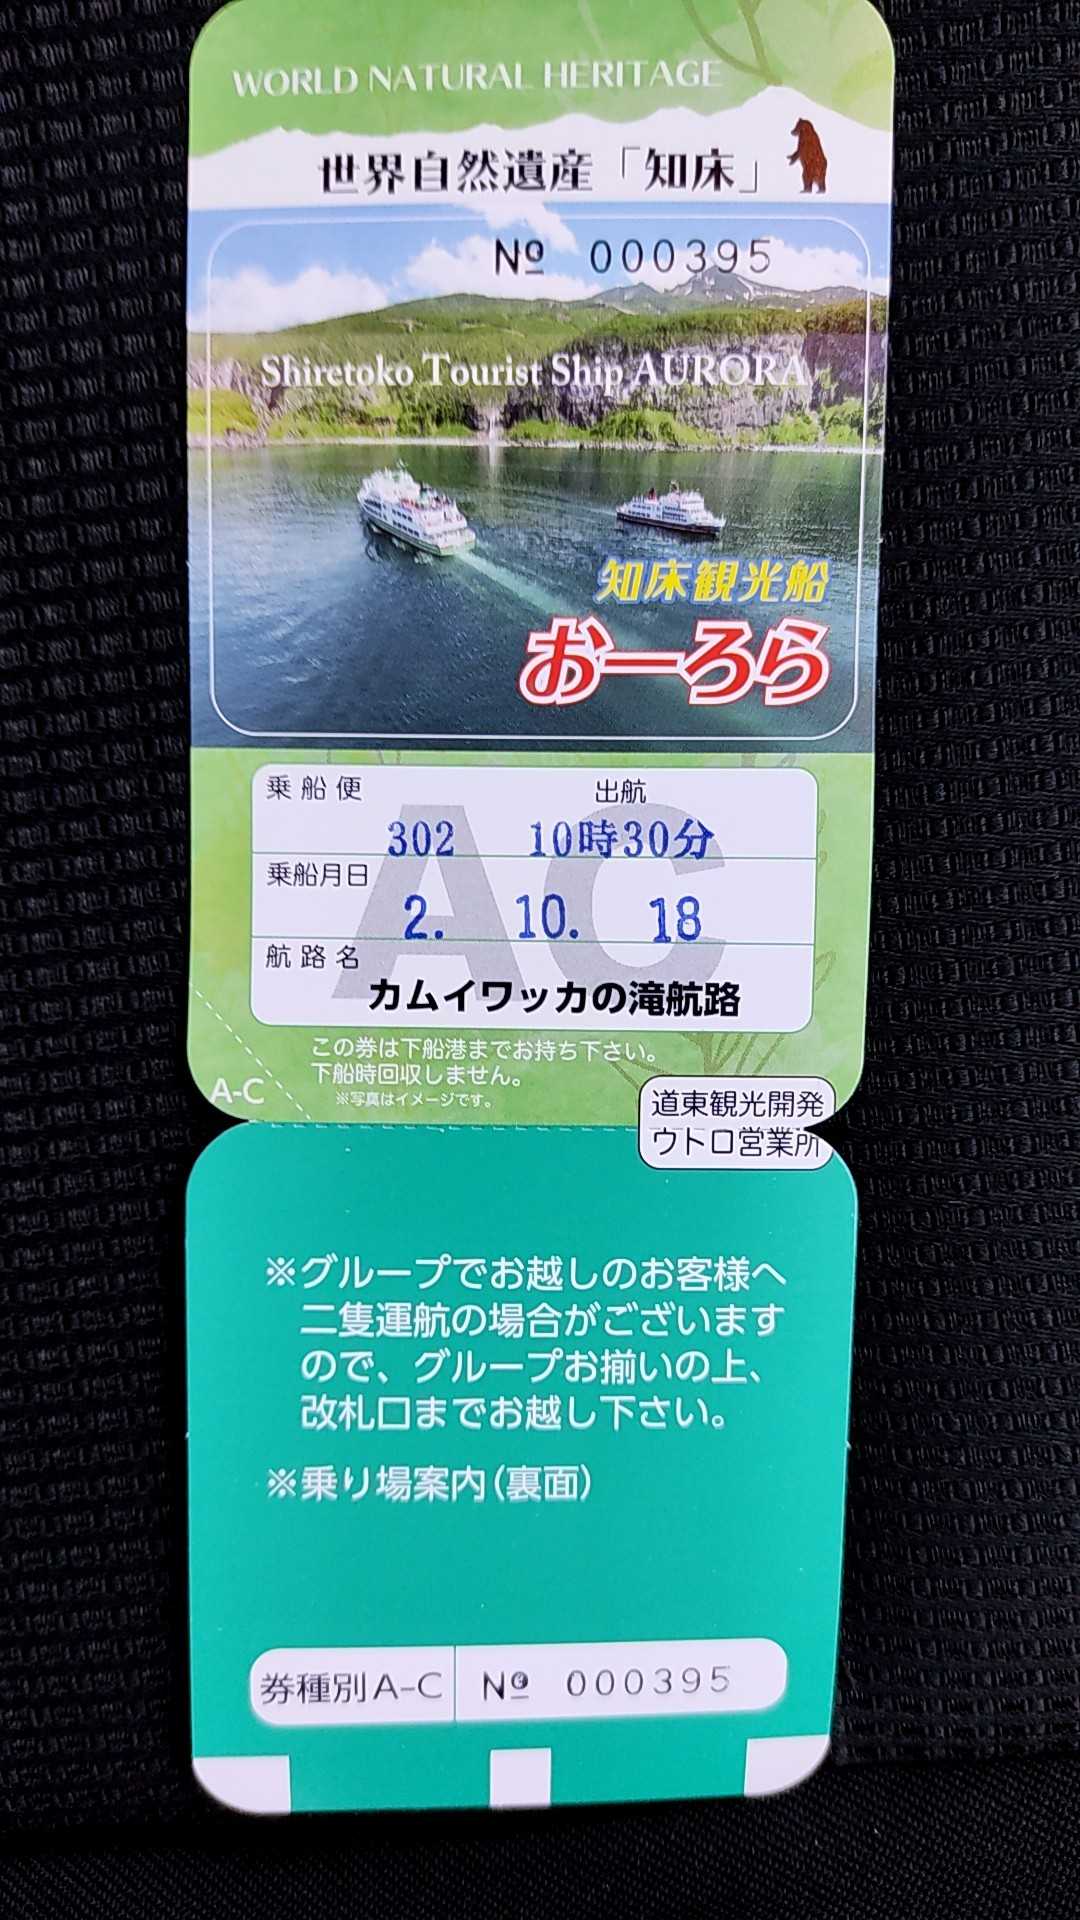 WORLD NATURAL HERITAGE
世界自然遺産「知床」
№ 000395
Shiretoko Tourist Ship AURORA
知床観光船
おーろら
AC
乗船便 出航
302 10時30分
乗船月日
2. 10. 18
航路名
カムイワッカの滝航路
この券は下船港までお持ち下さい。
下船時回収しません。
※写真はイメージです。
A-C
道東観光開発
ウトロ営業所
※グループでお越しのお客様へ
二隻運航の場合がございます
ので、グループお揃いの上、
改札口までお越し下さい。
※乗り場案内(裏面)
券種別A-C № 000395